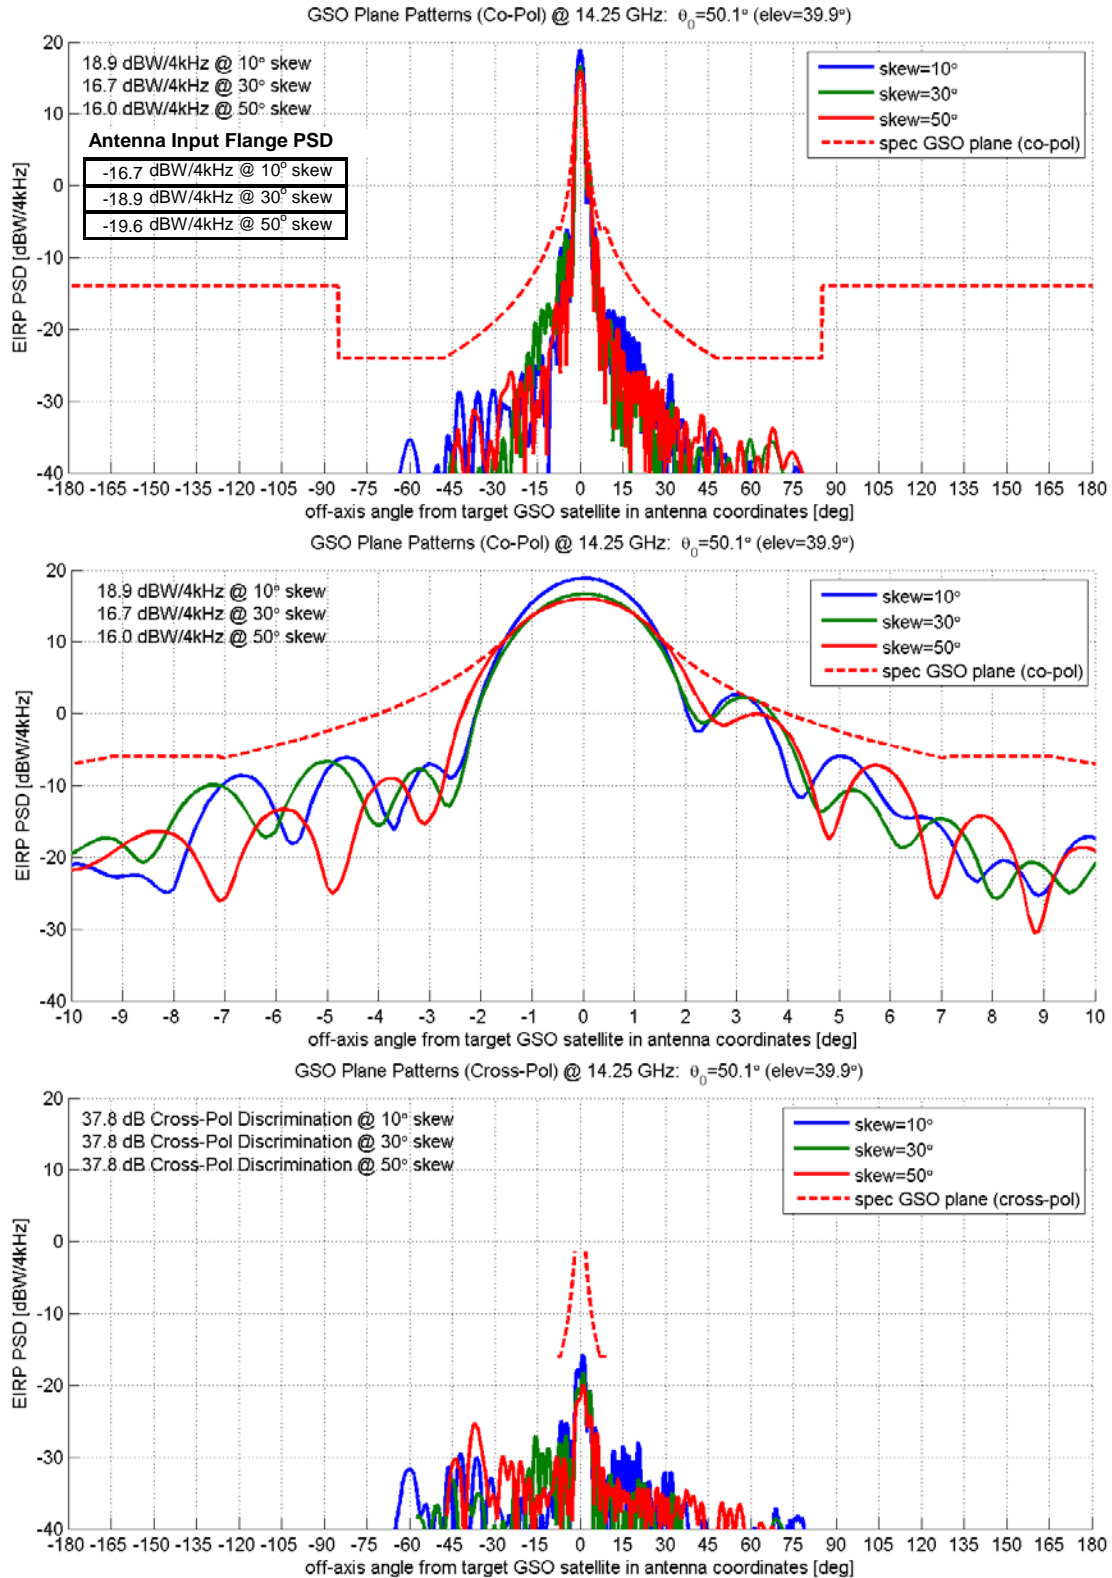 GSO Plane Patterns (Co-Pol) @ 14.25 GHz: θ0=50.1° (elev=39.9°)
18.9 dBW/4kHz @ 10° skew
16.7 dBW/4kHz @ 30° skew
16.0 dBW/4kHz @ 50° skew
Antenna Input Flange PSD
-16.7 dBW/4kHz @ 10° skew
-18.9 dBW/4kHz @ 30° skew
-19.6 dBW/4kHz @ 50° skew
skew=10°
skew=30°
skew=50°
spec GSO plane (co-pol)
EIRP PSD [dBW/4kHz]
20
10
0
-10
-20
-30
-40
-180 -165 -150 -135 -120 -105 -90 -75 -60 -45 -30 -15 0 15 30 45 60 75 90 105 120 135 150 165 180
off-axis angle from target GSO satellite in antenna coordinates [deg]
GSO Plane Patterns (Co-Pol) @ 14.25 GHz: θ0=50.1° (elev=39.9°)
18.9 dBW/4kHz @ 10° skew
16.7 dBW/4kHz @ 30° skew
16.0 dBW/4kHz @ 50° skew
skew=10°
skew=30°
skew=50°
spec GSO plane (co-pol)
EIRP PSD [dBW/4kHz]
20
10
0
-10
-20
-30
-40
-10 -9 -8 -7 -6 -5 -4 -3 -2 -1 0 1 2 3 4 5 6 7 8 9 10
off-axis angle from target GSO satellite in antenna coordinates [deg]
GSO Plane Patterns (Cross-Pol) @ 14.25 GHz: θ0=50.1° (elev=39.9°)
37.8 dB Cross-Pol Discrimination @ 10° skew
37.8 dB Cross-Pol Discrimination @ 30° skew
37.8 dB Cross-Pol Discrimination @ 50° skew
skew=10°
skew=30°
skew=50°
spec GSO plane (cross-pol)
EIRP PSD [dBW/4kHz]
20
10
0
-10
-20
-30
-40
-180 -165 -150 -135 -120 -105 -90 -75 -60 -45 -30 -15 0 15 30 45 60 75 90 105 120 135 150 165 180
off-axis angle from target GSO satellite in antenna coordinates [deg]